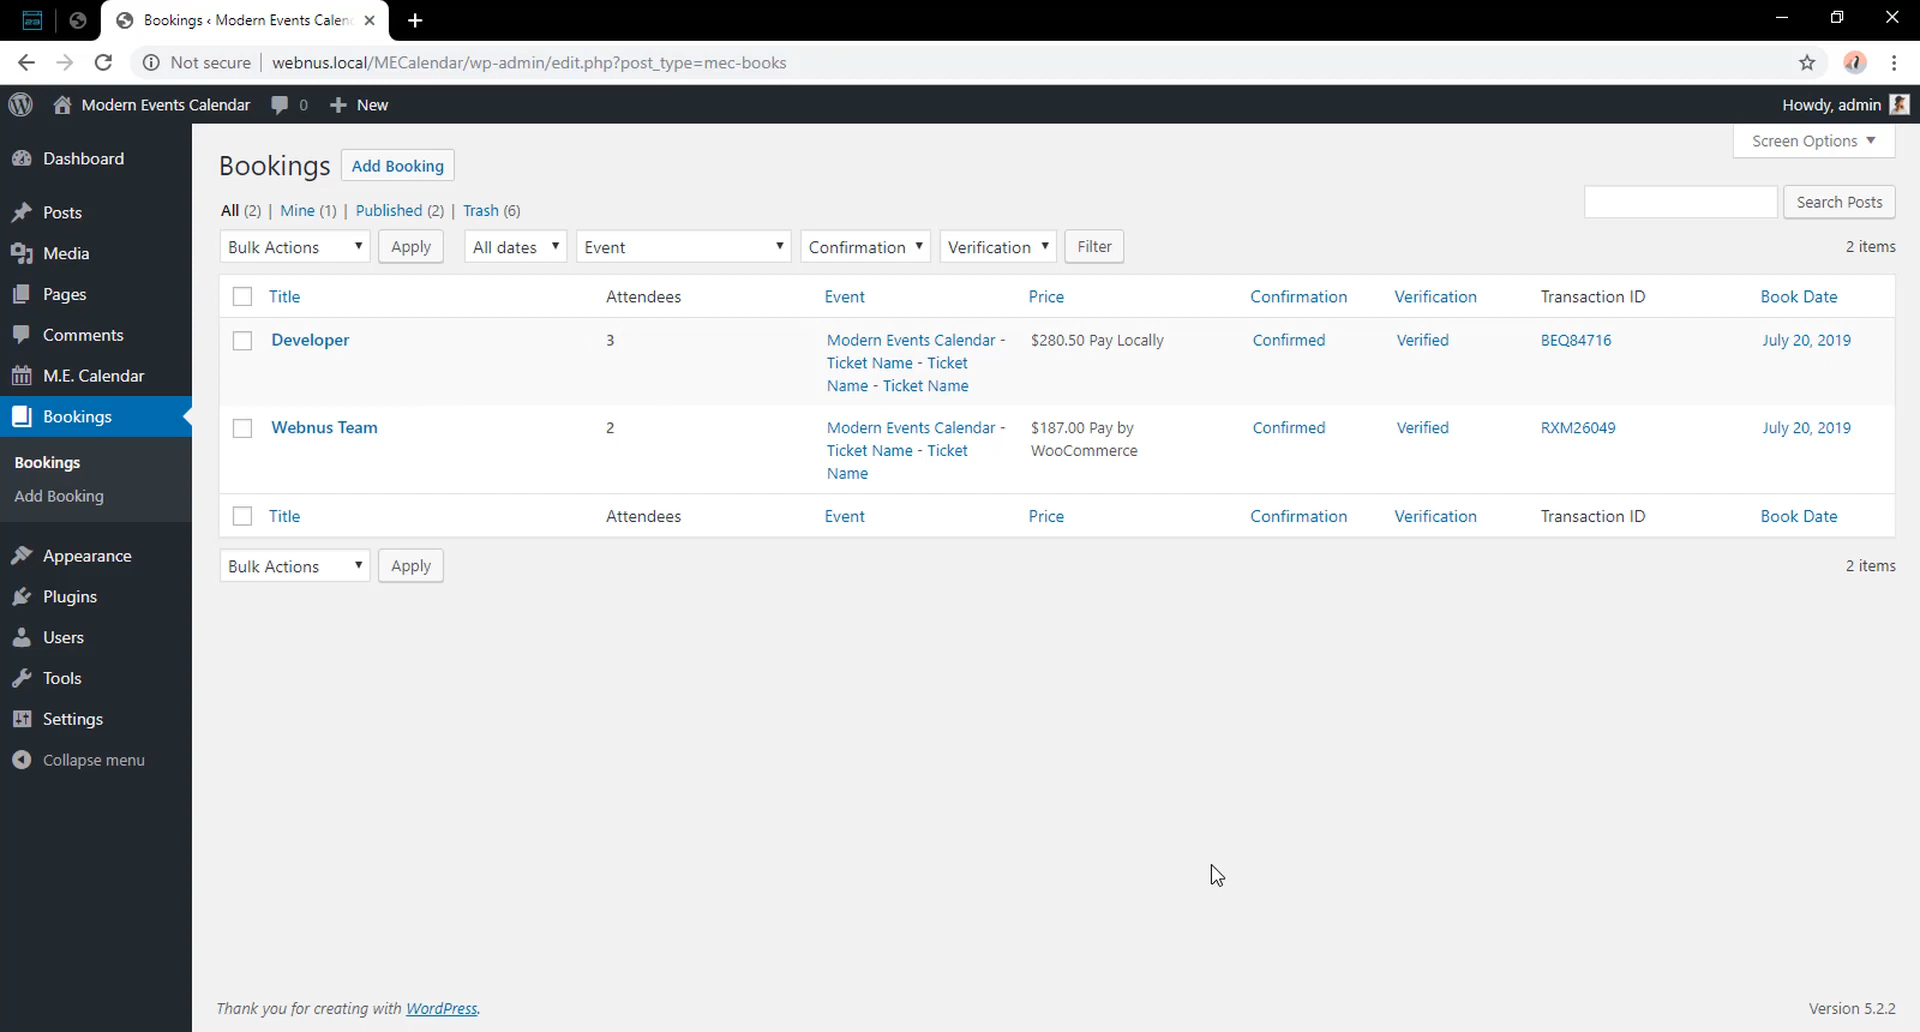 Bookings ‹ Modern Events Calen
Not secure | webnus.local/MECalendar/wp-admin/edit.php?post_type=mec-books
Modern Events Calendar 0 New Howdy, admin
Screen Options
Dashboard
Posts
Media
Pages
Comments
M.E. Calendar
Bookings
Bookings
Add Booking
Appearance
Plugins
Users
Tools
Settings
Collapse menu
Bookings Add Booking
All (2) | Mine (1) | Published (2) | Trash (6)
Search Posts
Bulk Actions Apply All dates Event Confirmation Verification Filter 2 items
Title Attendees Event Price Confirmation Verification Transaction ID Book Date
Developer 3 Modern Events Calendar - $280.50 Pay Locally Confirmed Verified BEQ84716 July 20, 2019
Ticket Name - Ticket
Name - Ticket Name
Webnus Team 2 Modern Events Calendar - $187.00 Pay by Confirmed Verified RXM26049 July 20, 2019
Ticket Name - Ticket WooCommerce
Name
Title Attendees Event Price Confirmation Verification Transaction ID Book Date
Bulk Actions Apply 2 items
Thank you for creating with WordPress. Version 5.2.2